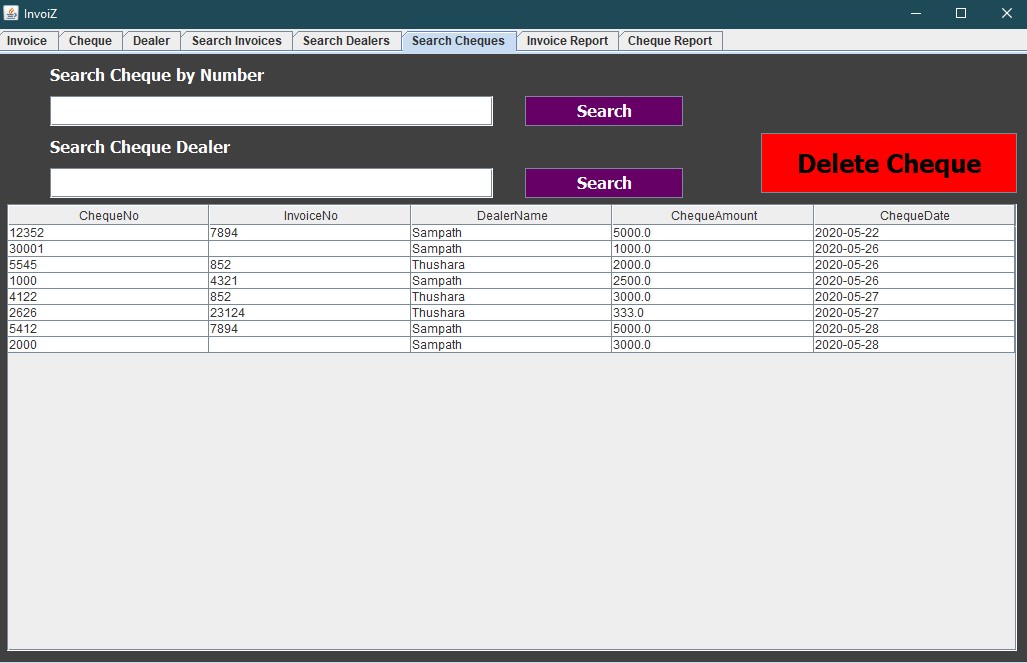 InvoiZ
Invoice Cheque Dealer Search Invoices Search Dealers Search Cheques Invoice Report Cheque Report
Search Cheque by Number
Search
Search Cheque Dealer
Search
Delete Cheque
ChequeNo InvoiceNo DealerName ChequeAmount ChequeDate
12352 7894 Sampath 5000.0 2020-05-22
30001 Sampath 1000.0 2020-05-26
5545 852 Thushara 2000.0 2020-05-26
1000 4321 Sampath 2500.0 2020-05-26
4122 852 Thushara 3000.0 2020-05-27
2626 23124 Thushara 333.0 2020-05-27
5412 7894 Sampath 5000.0 2020-05-28
2000 Sampath 3000.0 2020-05-28